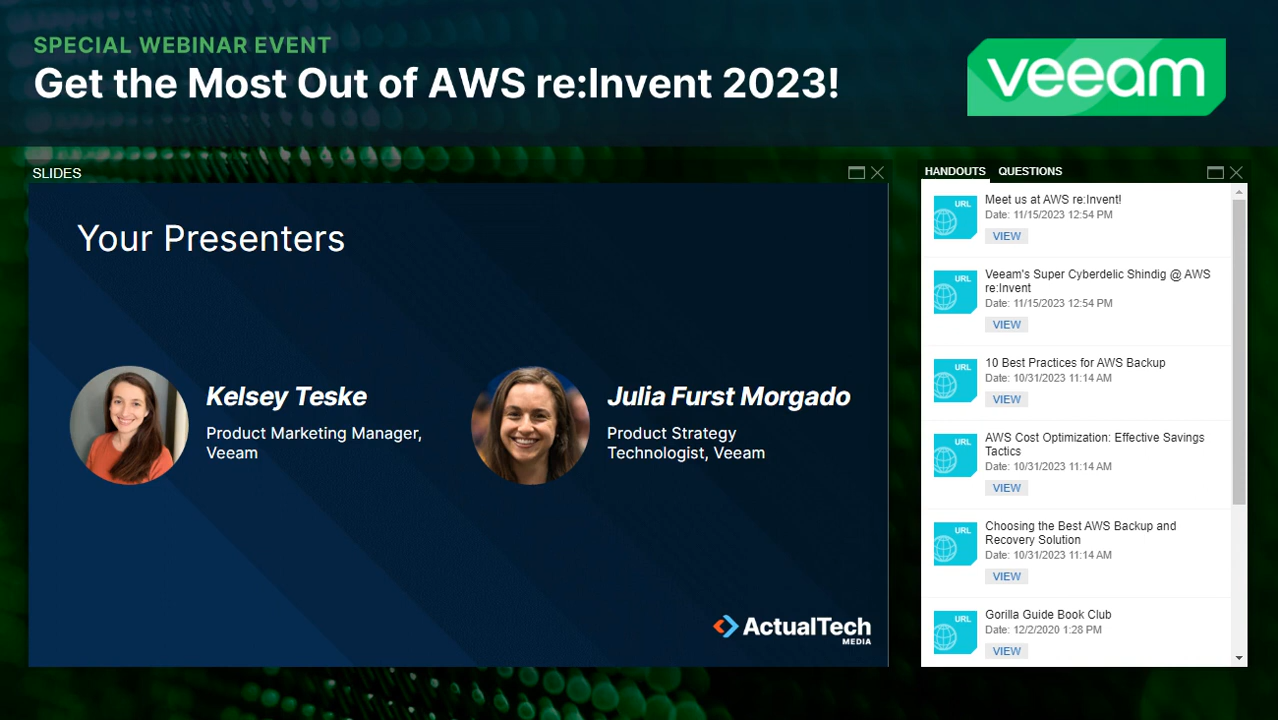 SPECIAL WEBINAR EVENT
Get the Most Out of AWS re:Invent 2023!
veeam
SLIDES
Your Presenters
Kelsey Teske
Product Marketing Manager,
Veeam
Julia Furst Morgado
Product Strategy
Technologist, Veeam
ActualTech
MEDIA
HANDOUTS QUESTIONS
URL
Meet us at AWS re:Invent!
Date: 11/15/2023 12:54 PM
VIEW
URL
Veeam's Super Cyberdelic Shindig @ AWS
re:Invent
Date: 11/15/2023 12:54 PM
VIEW
URL
10 Best Practices for AWS Backup
Date: 10/31/2023 11:14 AM
VIEW
URL
AWS Cost Optimization: Effective Savings
Tactics
Date: 10/31/2023 11:14 AM
VIEW
URL
Choosing the Best AWS Backup and
Recovery Solution
Date: 10/31/2023 11:14 AM
VIEW
URL
Gorilla Guide Book Club
Date: 12/2/2020 1:28 PM
VIEW